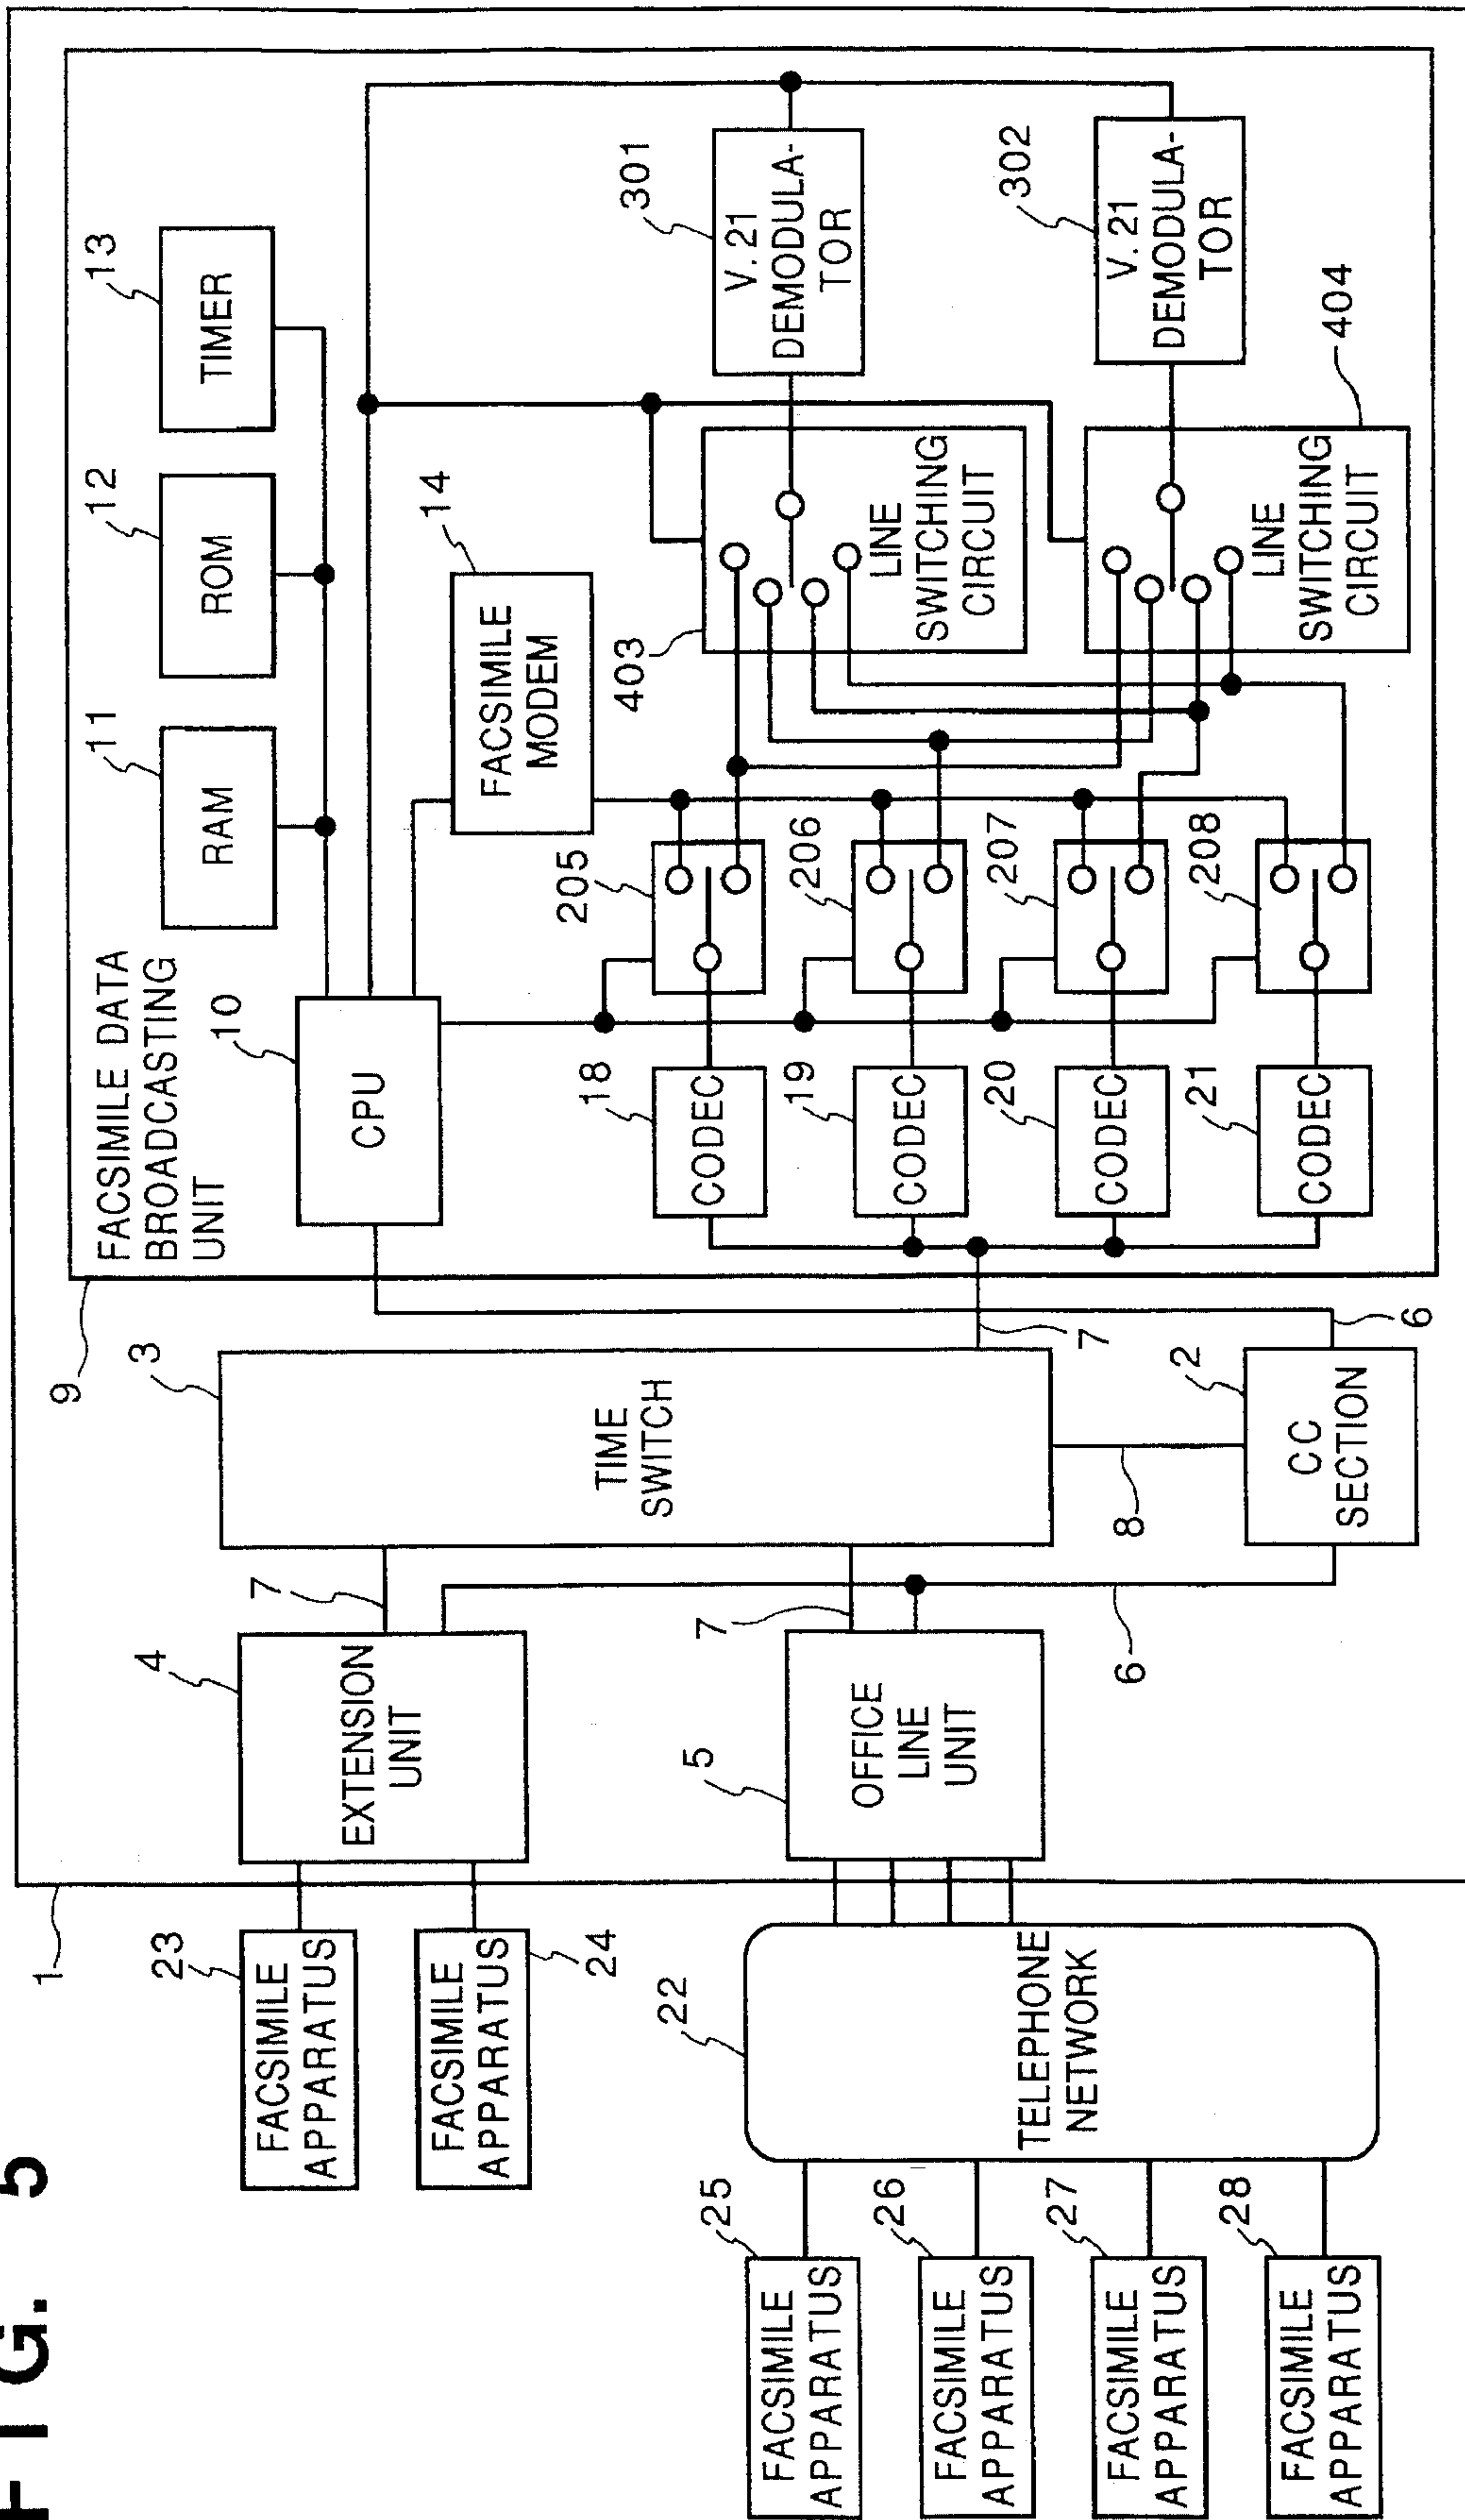 FIG. 5
1
9
FACSIMILE DATA
BROADCASTING
UNIT
10
CPU
11
RAM
12
ROM
13
TIMER
14
FACSIMILE
MODEM
3
TIME
SWITCH
4
EXTENSION
UNIT
7
23
FACSIMILE
APPARATUS
FACSIMILE
APPARATUS
24
5
OFFICE
LINE
UNIT
7
6
8
2
CC
SECTION
6
7
22
TELEPHONE
NETWORK
25
FACSIMILE
APPARATUS
26
FACSIMILE
APPARATUS
27
FACSIMILE
APPARATUS
28
FACSIMILE
APPARATUS
18
CODEC
19
CODEC
20
CODEC
21
CODEC
205
206
207
208
403
LINE
SWITCHING
CIRCUIT
404
LINE
SWITCHING
CIRCUIT
301
V.21
DEMODULA-
TOR
302
V.21
DEMODULA-
TOR